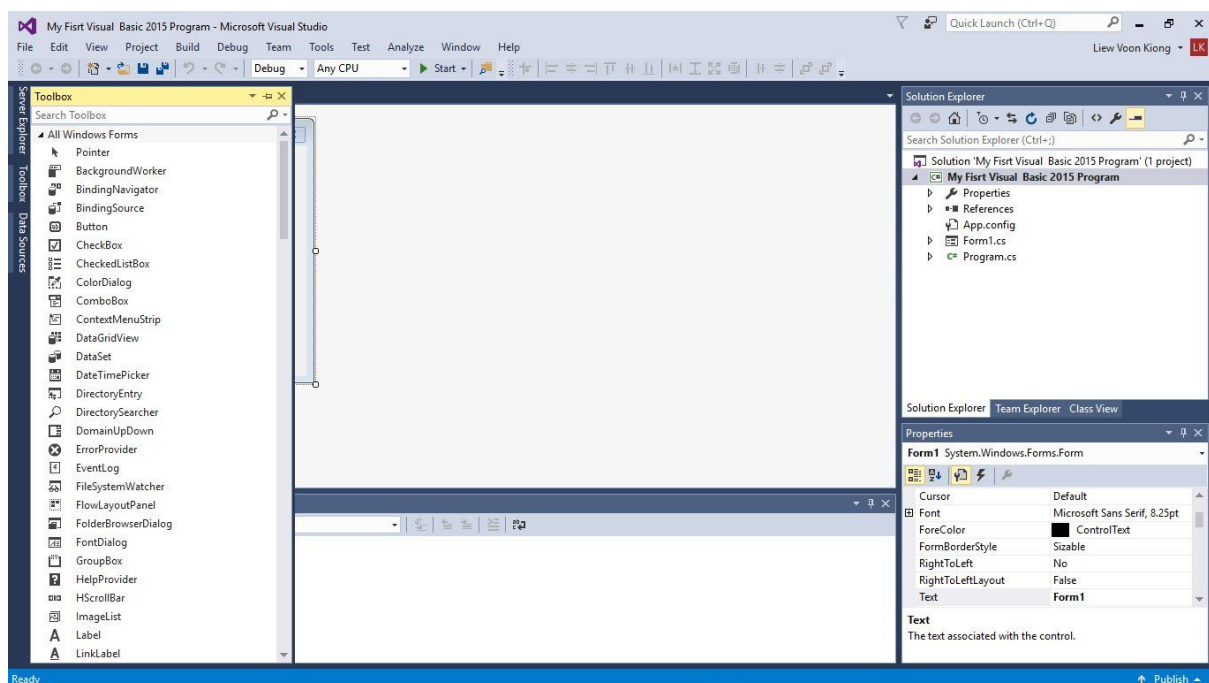 My Fisrt Visual Basic 2015 Program - Microsoft Visual Studio
Quick Launch (Ctrl+Q)
File Edit View Project Build Debug Team Tools Test Analyze Window Help
Liew Voon Kiong LK
Debug Any CPU Start
Server Explorer
Toolbox
Data Sources
Toolbox
Search Toolbox
All Windows Forms
Pointer
BackgroundWorker
BindingNavigator
BindingSource
Button
CheckBox
CheckedListBox
ColorDialog
ComboBox
ContextMenuStrip
DataGridView
DataSet
DateTimePicker
DirectoryEntry
DirectorySearcher
DomainUpDown
ErrorProvider
EventLog
FileSystemWatcher
FlowLayoutPanel
FolderBrowserDialog
FontDialog
GroupBox
HelpProvider
HScrollBar
ImageList
Label
LinkLabel
Solution Explorer
Search Solution Explorer (Ctrl+;)
Solution 'My Fisrt Visual Basic 2015 Program' (1 project)
My Fisrt Visual Basic 2015 Program
Properties
References
App.config
Form1.cs
Program.cs
Solution Explorer Team Explorer Class View
Properties
Form1 System.Windows.Forms.Form
Cursor Default
Font Microsoft Sans Serif, 8.25pt
ForeColor ControlText
FormBorderStyle Sizable
RightToLeft No
RightToLeftLayout False
Text Form1
Text
The text associated with the control.
Ready
Publish